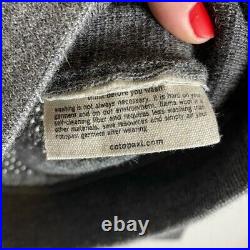 think before you wash:
washing is not always necessary. it is hard on your
garment and on our environment. llama wool is a
self-cleaning fiber and requires less washing than
other materials. save resources and simply air your
cotopaxi garment after wearing.
cotopaxi.com